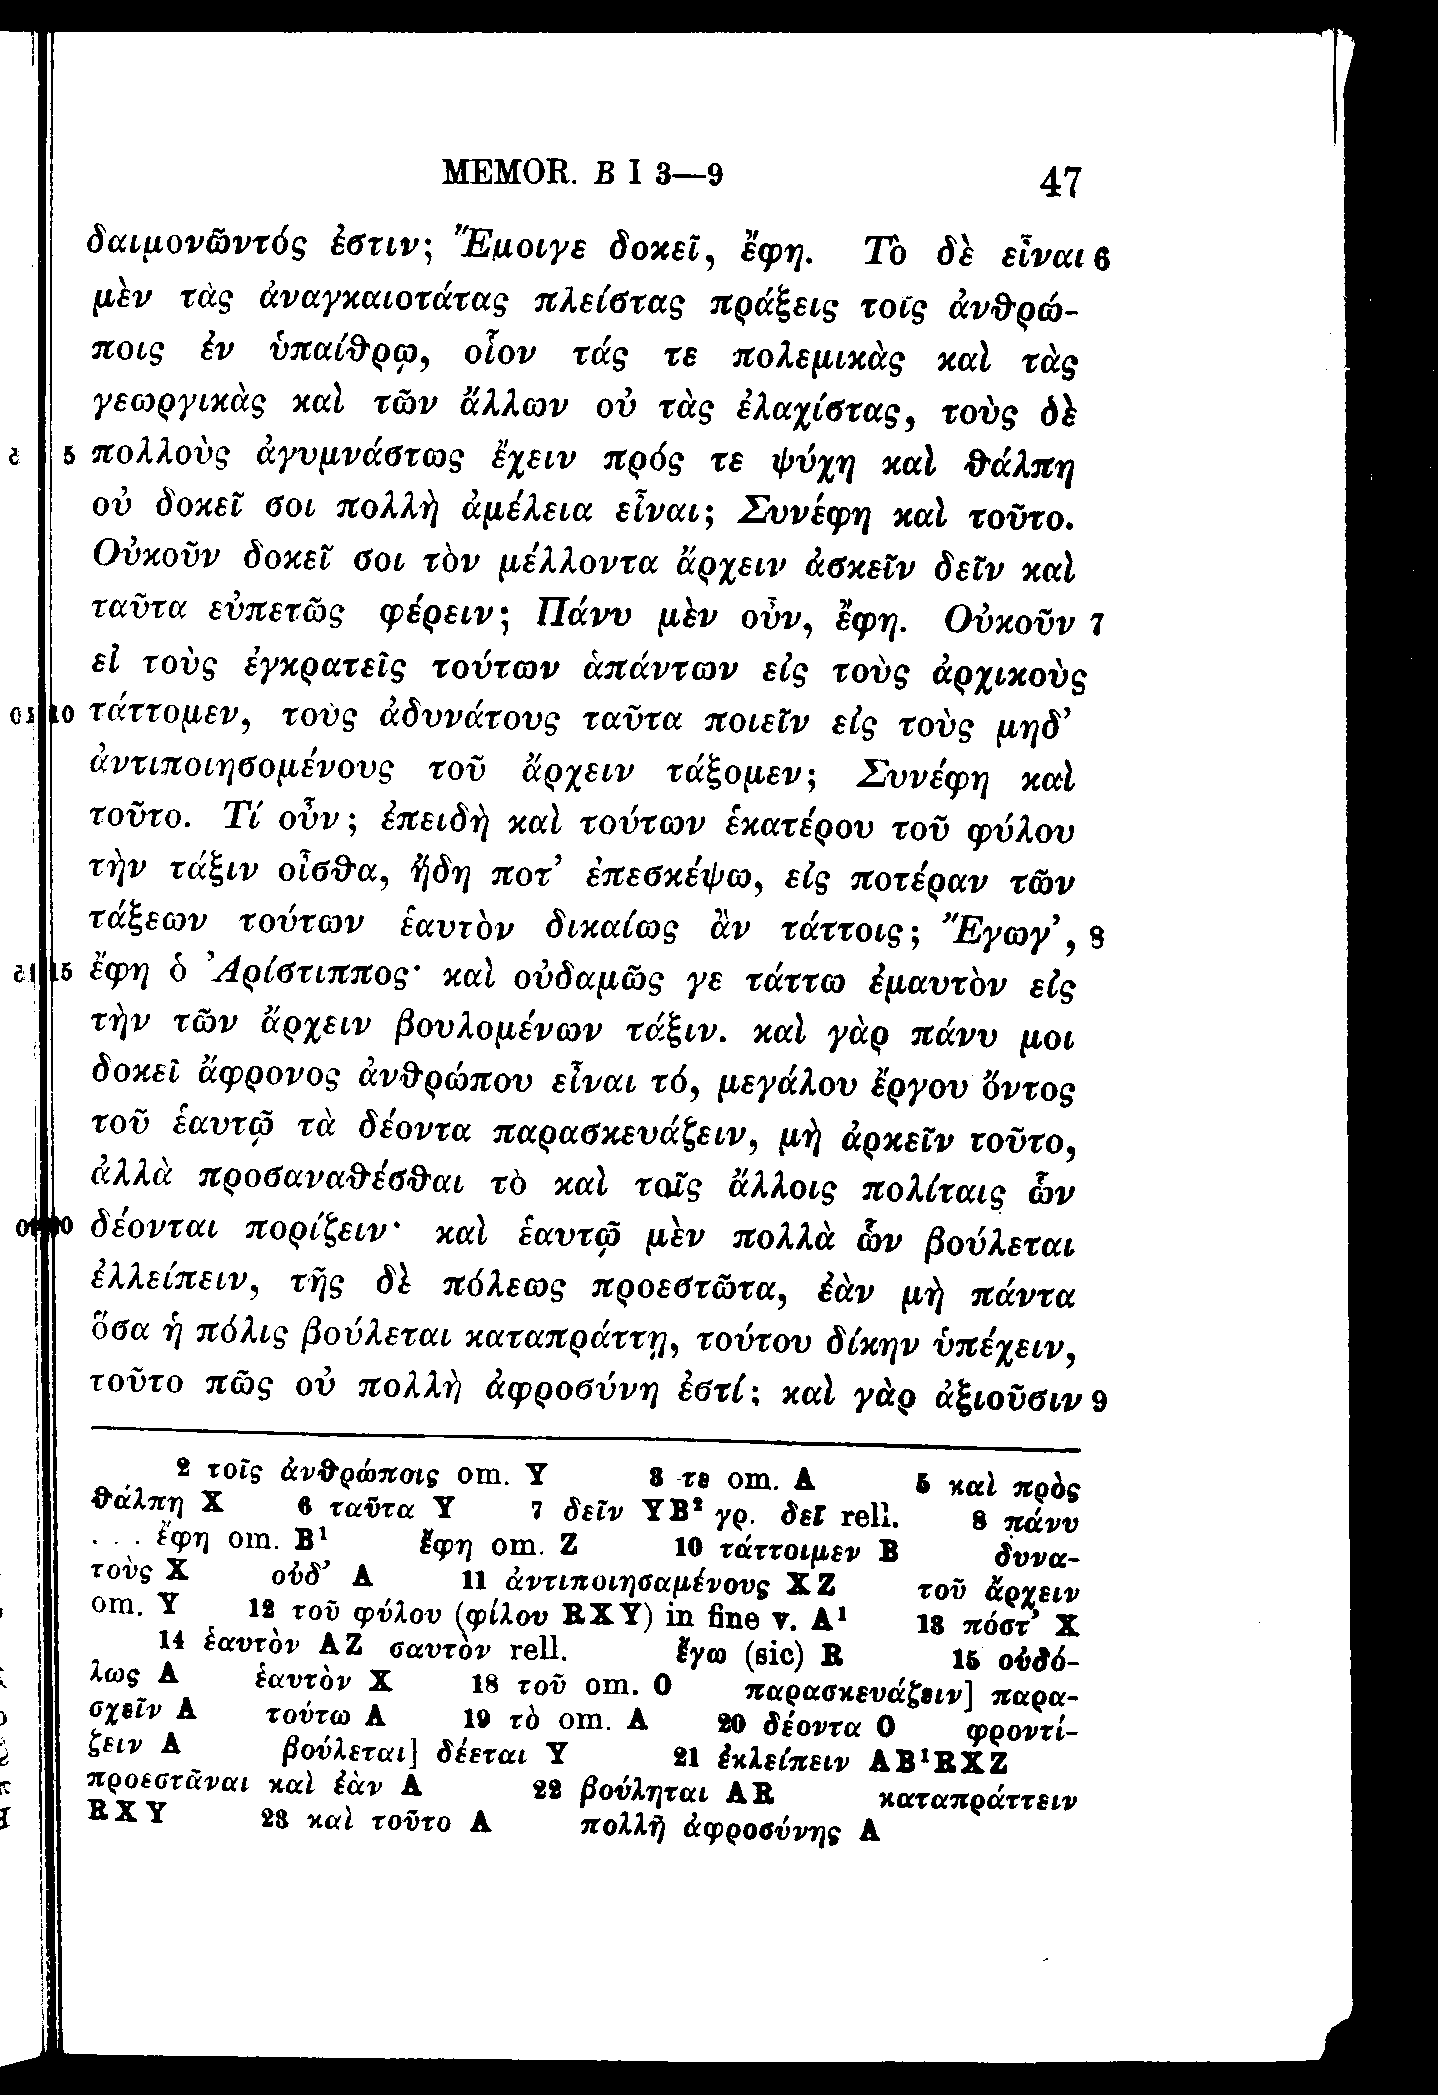 MEMOR. B I 3—9 47
δαιμονῶντός ἐστιν; Ἔμοιγε δοκεῖ, ἔφη. Τὸ δὲ εἶναι 6
μὲν τὰς ἀναγκαιοτάτας πλείστας πράξεις τοῖς ἀνθρώ-
ποις ἐν ὑπαίθρῳ, οἷον τάς τε πολεμικὰς καὶ τὰς
γεωργικὰς καὶ τῶν ἄλλων οὐ τὰς ἐλαχίστας, τοὺς δὲ
5 πολλοὺς ἀγυμνάστως ἔχειν πρός τε ψύχη καὶ θάλπη
οὐ δοκεῖ σοι πολλὴ ἀμέλεια εἶναι; Συνέφη καὶ τοῦτο.
Οὐκοῦν δοκεῖ σοι τὸν μέλλοντα ἄρχειν ἀσκεῖν δεῖν καὶ
ταῦτα εὐπετῶς φέρειν; Πάνυ μὲν οὖν, ἔφη. Οὐκοῦν 7
εἰ τοὺς ἐγκρατεῖς τούτων ἁπάντων εἰς τοὺς ἀρχικοὺς
10 τάττομεν, τοὺς ἀδυνάτους ταῦτα ποιεῖν εἰς τοὺς μηδ’
ἀντιποιησομένους τοῦ ἄρχειν τάξομεν; Συνέφη καὶ
τοῦτο. Τί οὖν; ἐπειδὴ καὶ τούτων ἑκατέρου τοῦ φύλου
τὴν τάξιν οἶσθα, ἤδη ποτ’ ἐπεσκέψω, εἰς ποτέραν τῶν
τάξεων τούτων ἑαυτὸν δικαίως ἂν τάττοις; Ἔγωγ’, 8
15 ἔφη ὁ Ἀρίστιππος· καὶ οὐδαμῶς γε τάττω ἐμαυτὸν εἰς
τὴν τῶν ἄρχειν βουλομένων τάξιν. καὶ γὰρ πάνυ μοι
δοκεῖ ἄφρονος ἀνθρώπου εἶναι τό, μεγάλου ἔργου ὄντος
τοῦ ἑαυτῷ τὰ δέοντα παρασκευάζειν, μὴ ἀρκεῖν τοῦτο,
ἀλλὰ προσαναθέσθαι τὸ καὶ τοῖς ἄλλοις πολίταις ὧν
20 δέονται πορίζειν· καὶ ἑαυτῷ μὲν πολλὰ ὧν βούλεται
ἐλλείπειν, τῆς δὲ πόλεως προεστῶτα, ἐὰν μὴ πάντα
ὅσα ἡ πόλις βούλεται καταπράττῃ, τούτου δίκην ὑπέχειν,
τοῦτο πῶς οὐ πολλὴ ἀφροσύνη ἐστί; καὶ γὰρ ἀξιοῦσιν 9
2 τοῖς ἀνθρώποις om. Y 3 τε om. A 5 καὶ πρὸς
θάλπη X 6 ταῦτα Y 7 δεῖν YB² γρ. δεῖ rell. 8 πάνυ
... ἔφη om. B¹ ἔφη om. Z 10 τάττοιμεν B δυνα-
τοὺς X οὐδ’ A 11 ἀντιποιησαμένους XZ τοῦ ἄρχειν
om. Y 12 τοῦ φύλου (φίλου RXY) in fine v. A¹ 13 πόστ’ X
14 ἑαυτὸν AZ σαυτὸν rell. ἔγω (sic) R 15 οὐδό-
λως A ἑαυτὸν X 18 τοῦ om. O παρασκευάζειν] παρα-
σχεῖν A τούτω A 19 τὸ om. A 20 δέοντα O φροντί-
ζειν A βούλεται] δέεται Y 21 ἐκλείπειν AB¹RXZ
προεστᾶναι καὶ ἐὰν A 22 βούληται AR καταπράττειν
RXY 23 καὶ τοῦτο A πολλῆ ἀφροσύνης A